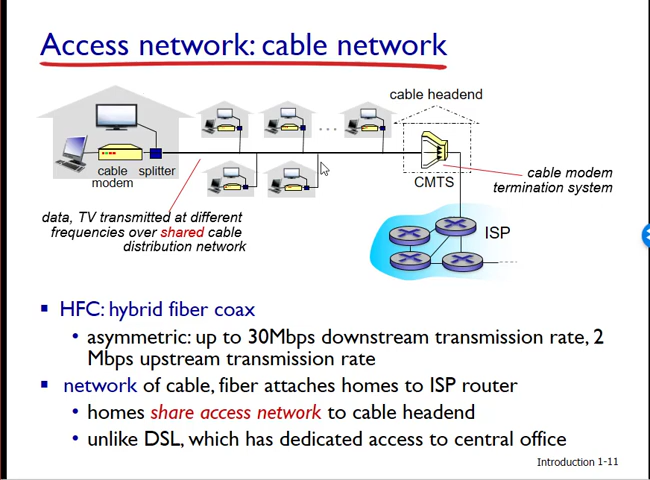 Access network: cable network
cable headend
cable modem
splitter
...
CMTS
cable modem
termination system
data, TV transmitted at different
frequencies over shared cable
distribution network
ISP
▪ HFC: hybrid fiber coax
• asymmetric: up to 30Mbps downstream transmission rate, 2
Mbps upstream transmission rate
▪ network of cable, fiber attaches homes to ISP router
• homes share access network to cable headend
• unlike DSL, which has dedicated access to central office
Introduction 1-11